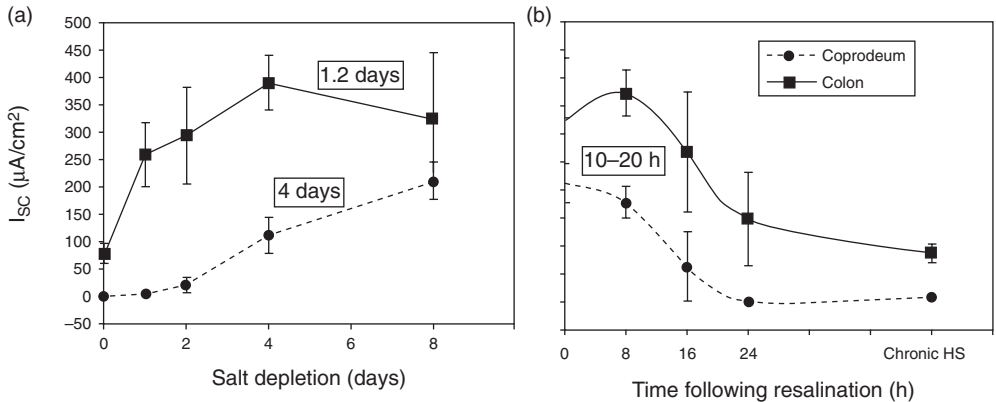 (a)
500
450
400
350
300
250
200
150
100
50
0
–50
I_SC (μA/cm2)
1.2 days
4 days
0
2
4
6
8
Salt depletion (days)
(b)
Coprodeum
Colon
10–20 h
0
8
16
24
Chronic HS
Time following resalination (h)